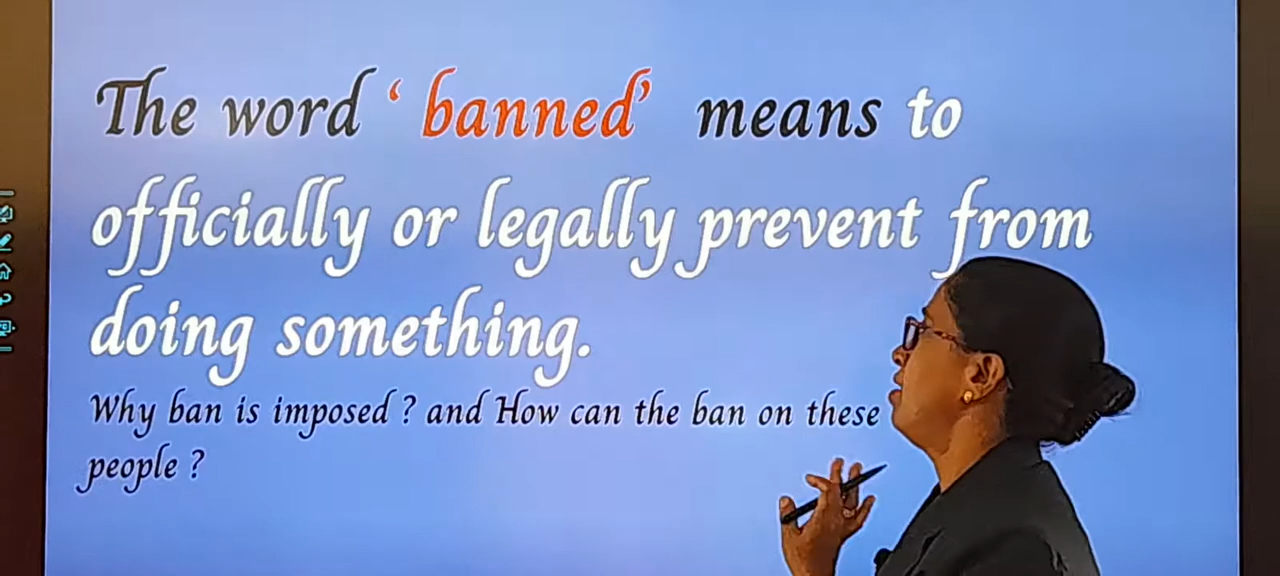 The word ‘ banned’ means to
officially or legally prevent from
doing something.
Why ban is imposed ? and How can the ban on these
people ?